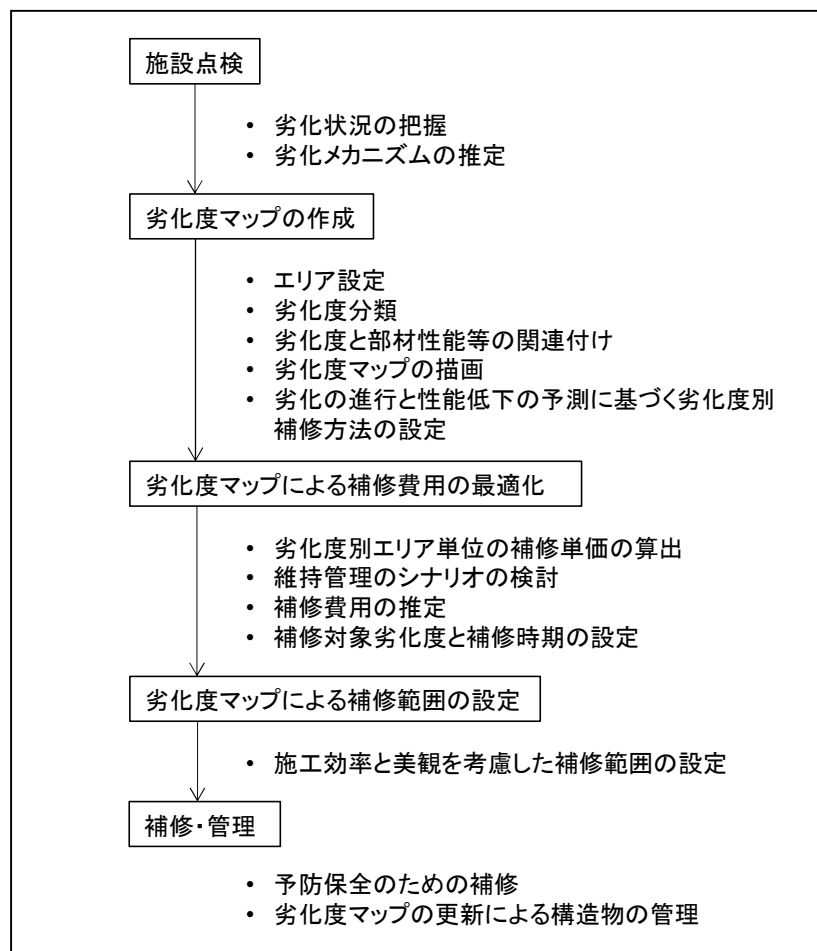 施設点検
• 劣化状況の把握
• 劣化メカニズムの推定
劣化度マップの作成
• エリア設定
• 劣化度分類
• 劣化度と部材性能等の関連付け
• 劣化度マップの描画
• 劣化の進行と性能低下の予測に基づく劣化度別
補修方法の設定
劣化度マップによる補修費用の最適化
• 劣化度別エリア単位の補修単価の算出
• 維持管理のシナリオの検討
• 補修費用の推定
• 補修対象劣化度と補修時期の設定
劣化度マップによる補修範囲の設定
• 施工効率と美観を考慮した補修範囲の設定
補修・管理
• 予防保全のための補修
• 劣化度マップの更新による構造物の管理